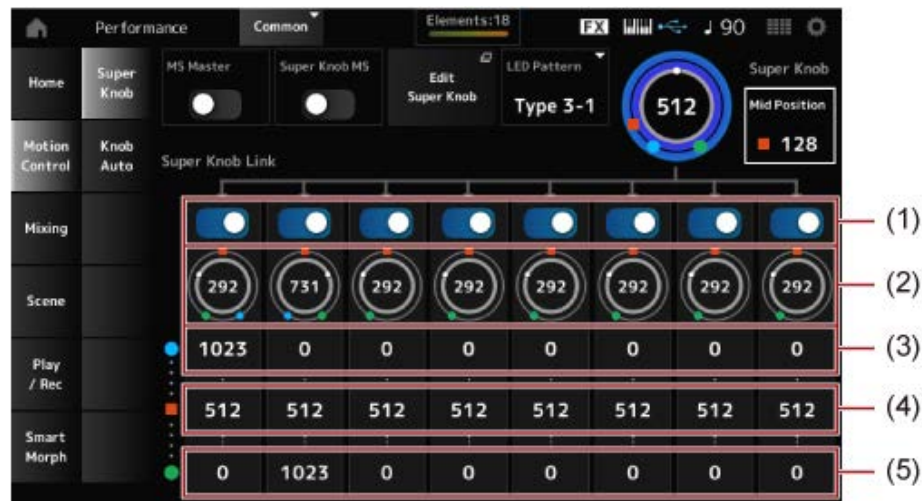 Performance
Common
Elements:18
FX
♩ 90
Home
Super
Knob
MS Master
Super Knob MS
Edit
Super Knob
LED Pattern
Type 3-1
512
Super Knob
Mid Position
128
Motion
Control
Knob
Auto
Super Knob Link
Mixing
(1)
Scene
292 731 292 292 292 292 292 292
(2)
Play
/ Rec
1023 0 0 0 0 0 0 0
(3)
512 512 512 512 512 512 512 512
(4)
Smart
Morph
0 1023 0 0 0 0 0 0
(5)